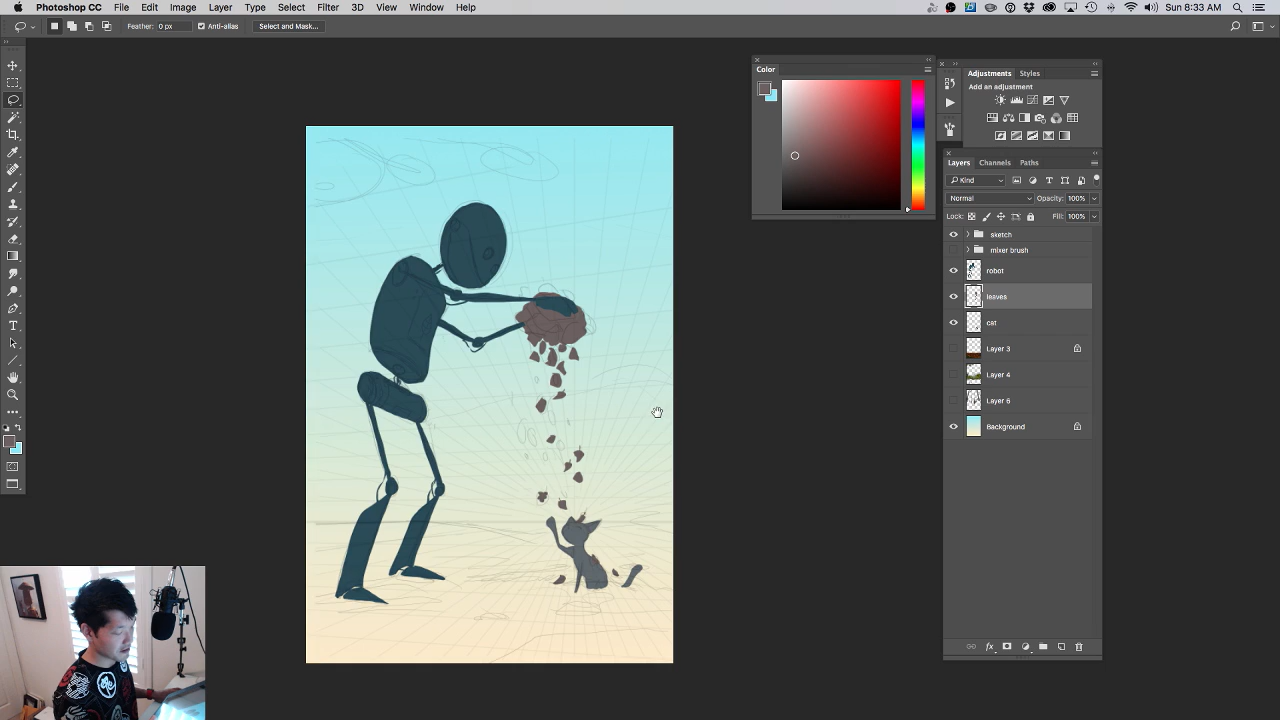 Photoshop CC File Edit Image Layer Type Select Filter 3D View Window Help Sun 8:33 AM
Feather: 0 px Anti-alias Select and Mask...
Color
Adjustments Styles
Add an adjustment
Layers Channels Paths
Kind
Normal Opacity: 100%
Lock: Fill: 100%
sketch
mixer brush
robot
leaves
cat
Layer 3
Layer 4
Layer 6
Background
fx